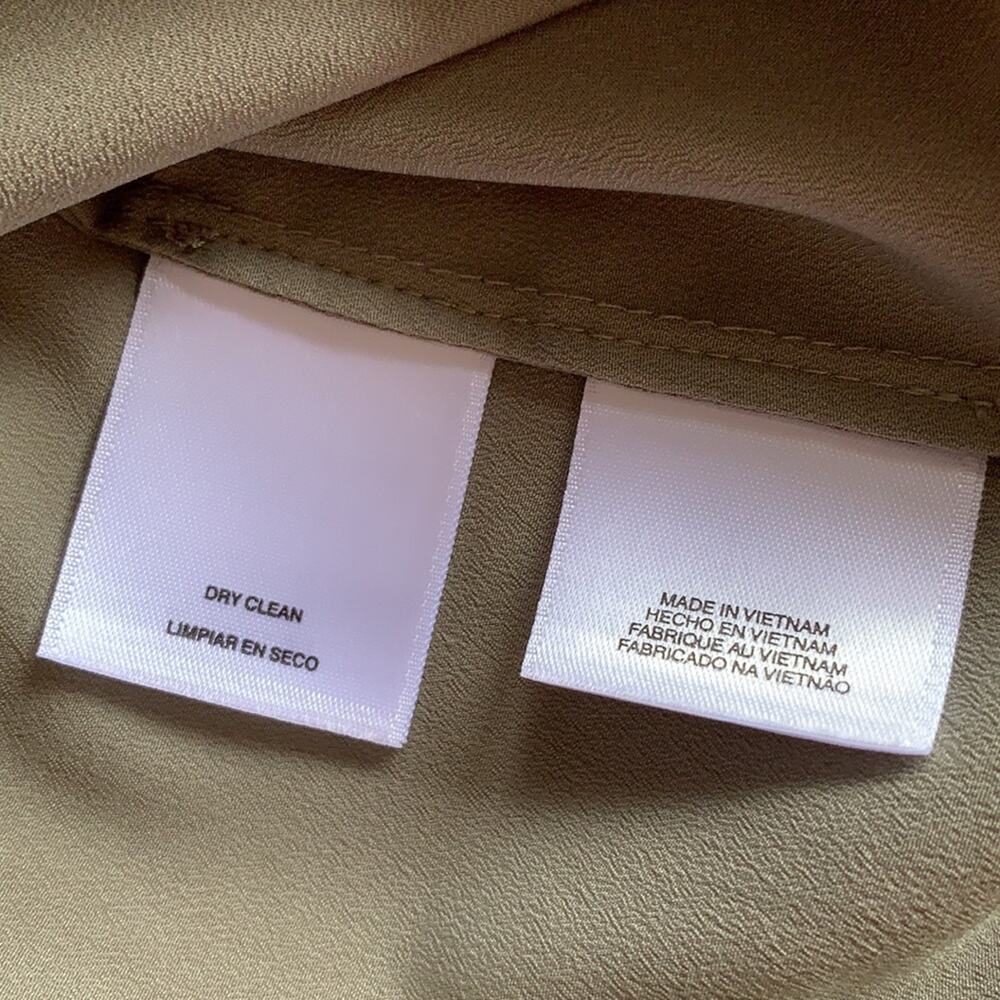 DRY CLEAN
LIMPIAR EN SECO
MADE IN VIETNAM
HECHO EN VIETNAM
FABRIQUE AU VIETNAM
FABRICADO NA VIETNÃO